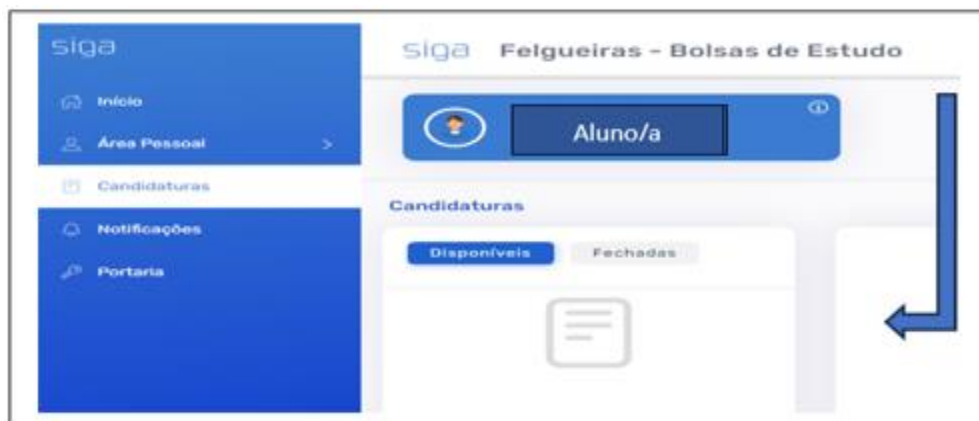 siga
Início
Área Pessoal >
Candidaturas
Notificações
Portaria
siga Felgueiras - Bolsas de Estudo
Aluno/a
Candidaturas
Disponíveis Fechadas